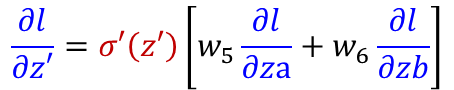 ∂l/∂z′ = σ′(z′) [w₅ ∂l/∂za + w₆ ∂l/∂zb]